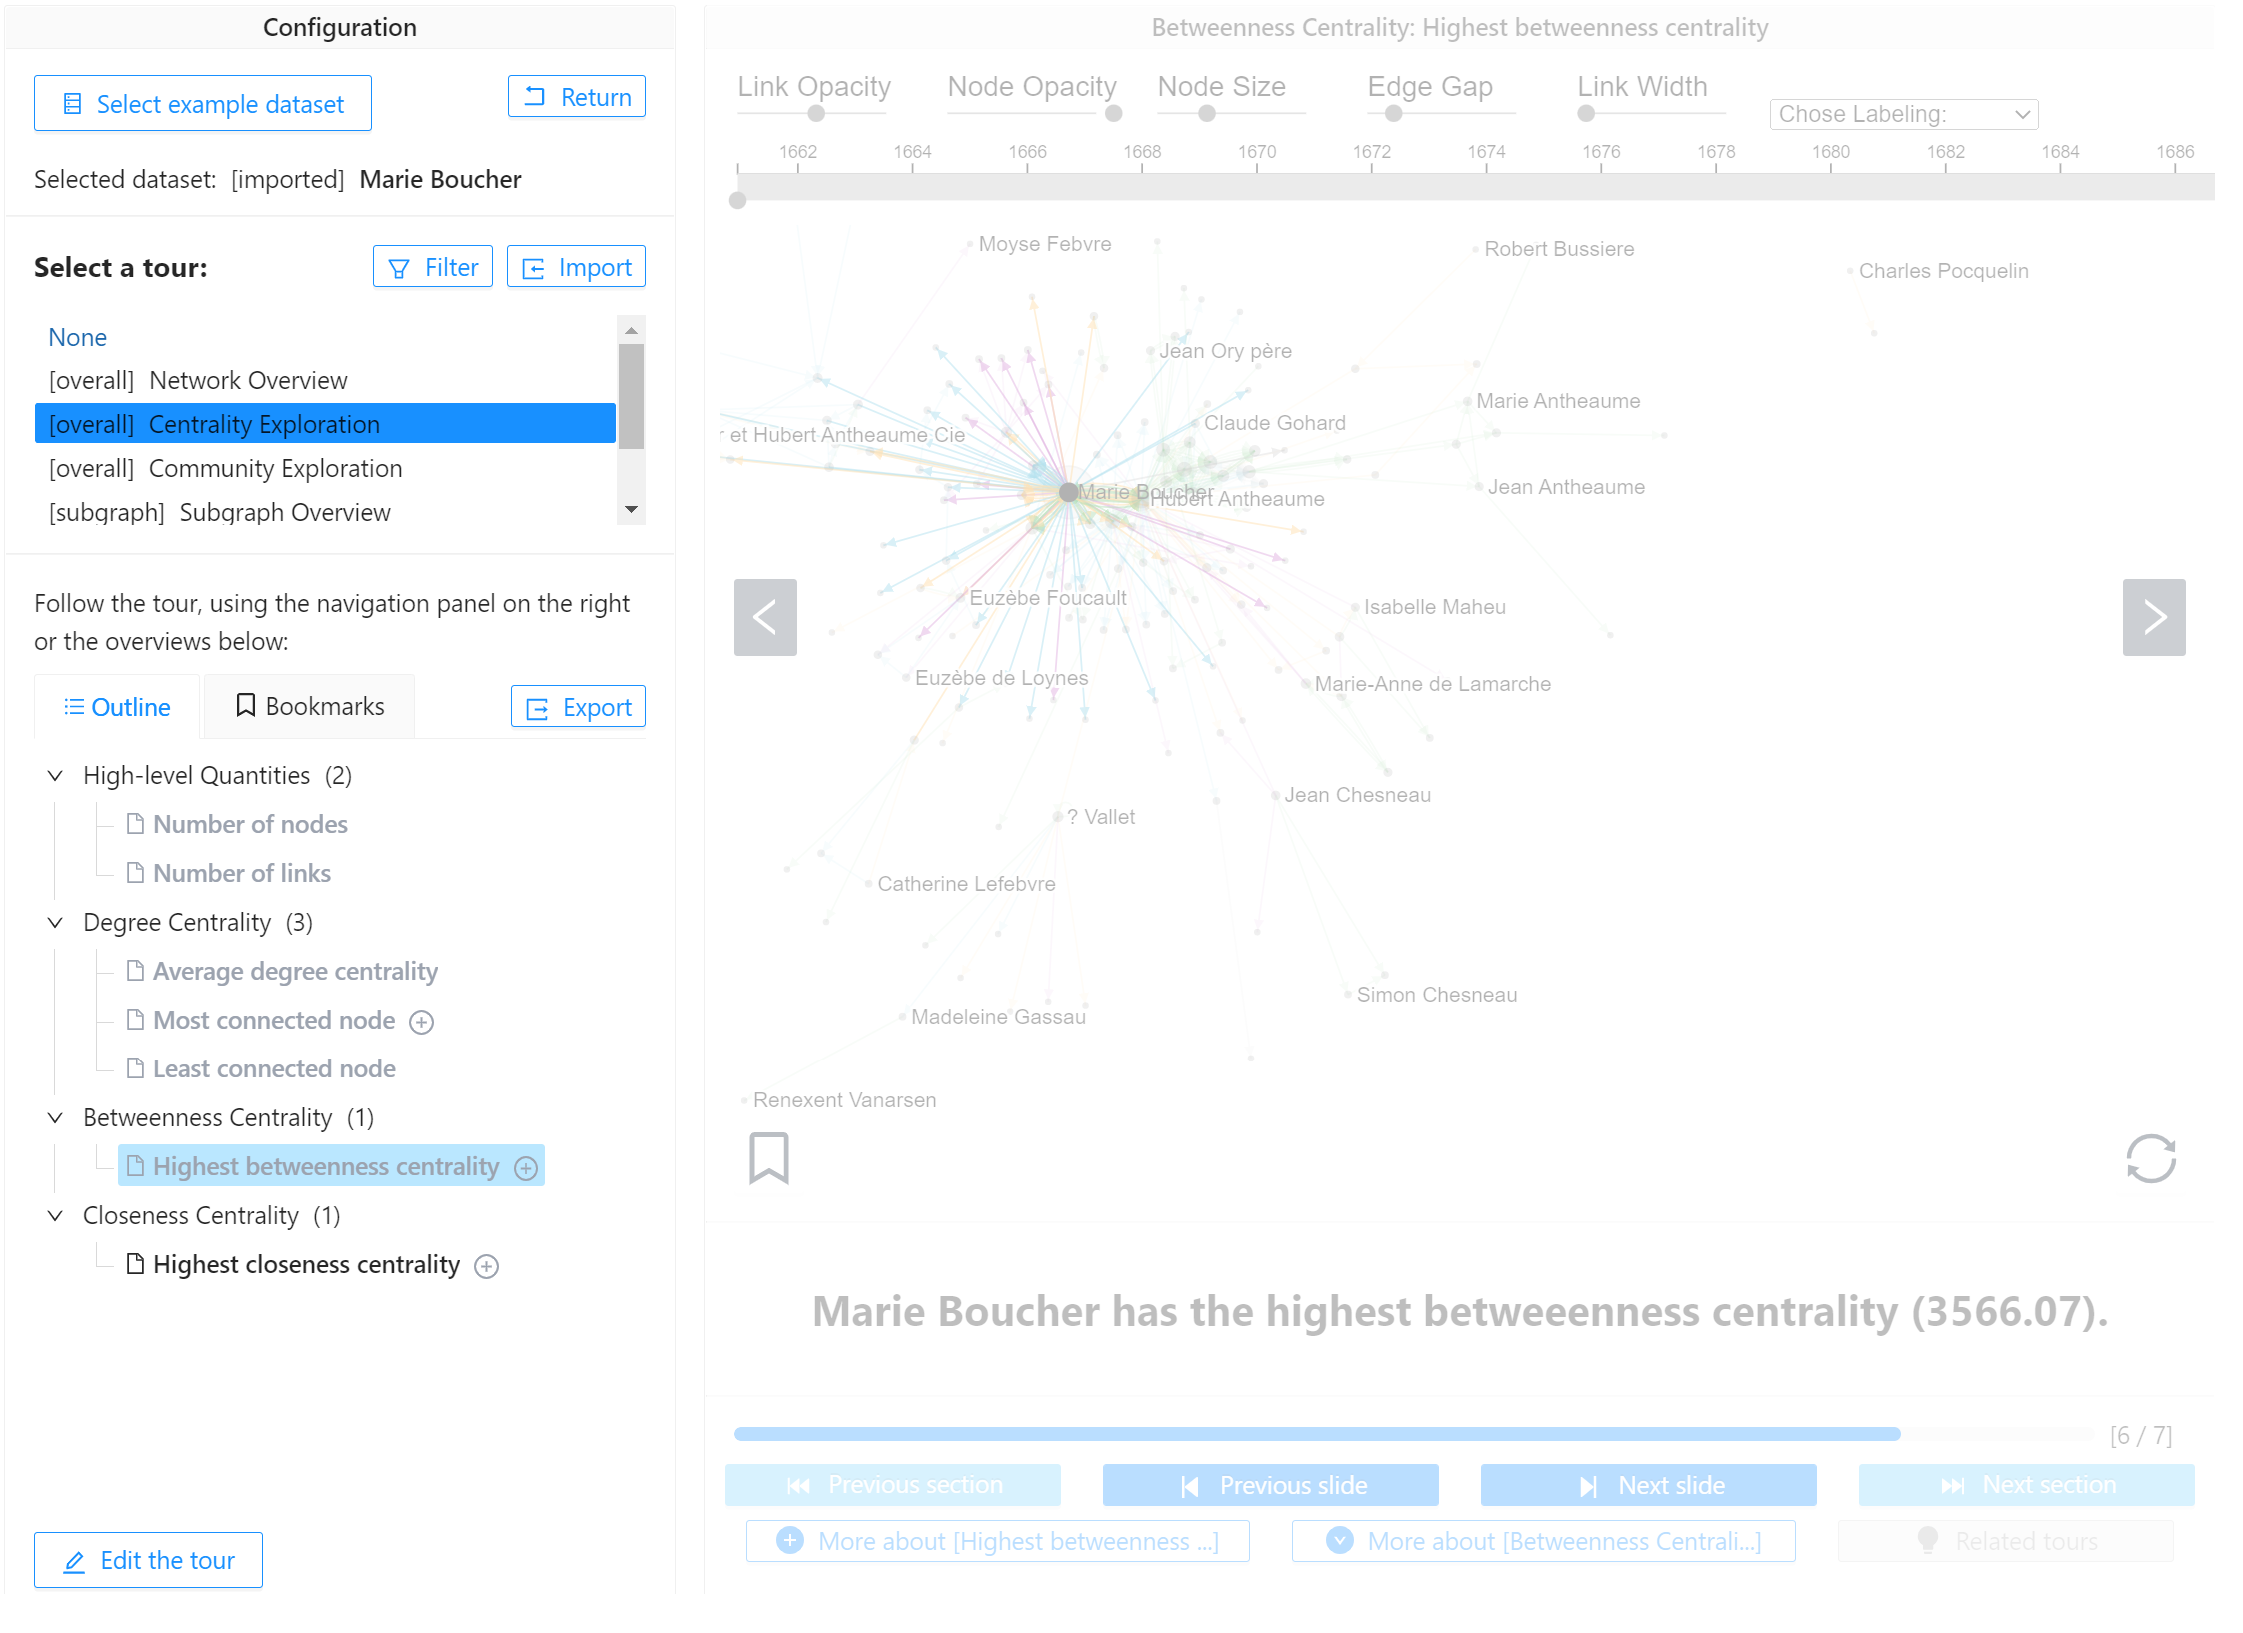 Configuration
Select example dataset
Return
Selected dataset: [imported] Marie Boucher
Select a tour:
Filter
Import
None
[overall] Network Overview
[overall] Centrality Exploration
[overall] Community Exploration
[subgraph] Subgraph Overview
Follow the tour, using the navigation panel on the right
or the overviews below:
Outline
Bookmarks
Export
High-level Quantities (2)
Number of nodes
Number of links
Degree Centrality (3)
Average degree centrality
Most connected node
Least connected node
Betweenness Centrality (1)
Highest betweenness centrality
Closeness Centrality (1)
Highest closeness centrality
Edit the tour
Betweenness Centrality: Highest betweenness centrality
Link Opacity
Node Opacity
Node Size
Edge Gap
Link Width
Chose Labeling:
1662 1664 1666 1668 1670 1672 1674 1676 1678 1680 1682 1684 1686
Moyse Febvre
Robert Bussiere
Charles Pocquelin
Jean Ory père
Marie Antheaume
Claude Gohard
r et Hubert Antheaume Cie
Jean Antheaume
Marie Boucher
Hubert Antheaume
Euzèbe Foucault
Isabelle Maheu
Euzèbe de Loynes
Marie-Anne de Lamarche
Jean Chesneau
? Vallet
Catherine Lefebvre
Simon Chesneau
Madeleine Gassau
Renexent Vanarsen
Marie Boucher has the highest betweeenness centrality (3566.07).
[6 / 7]
Previous section
Previous slide
Next slide
Next section
More about [Highest betweenness ...]
More about [Betweenness Centrali...]
Related tours